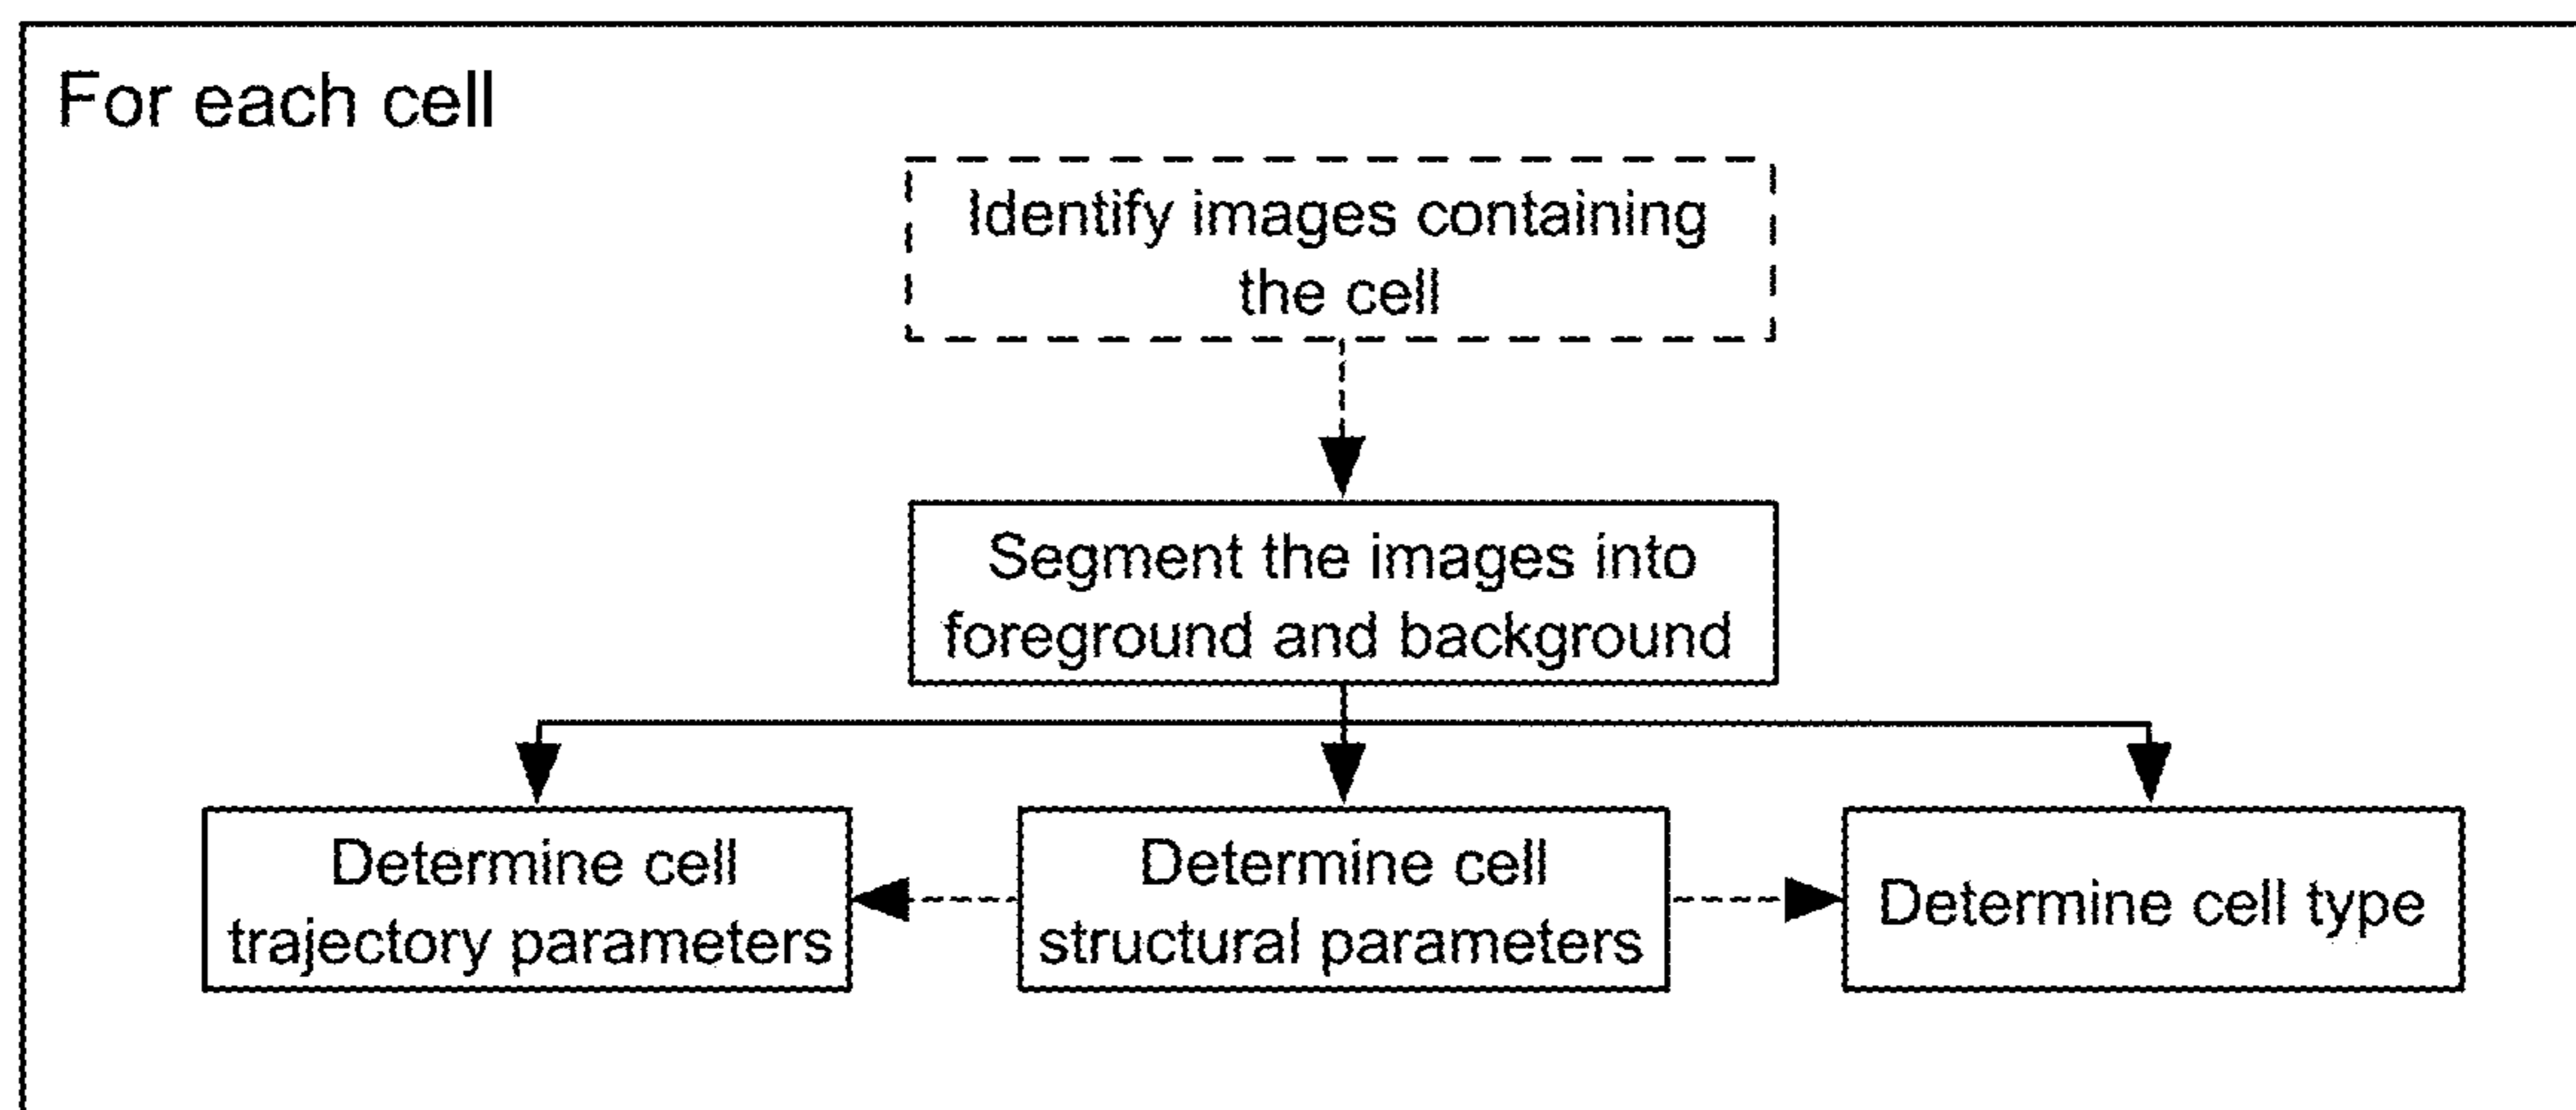 For each cell
Identify images containing
the cell
Segment the images into
foreground and background
Determine cell
trajectory parameters
Determine cell
structural parameters
Determine cell type